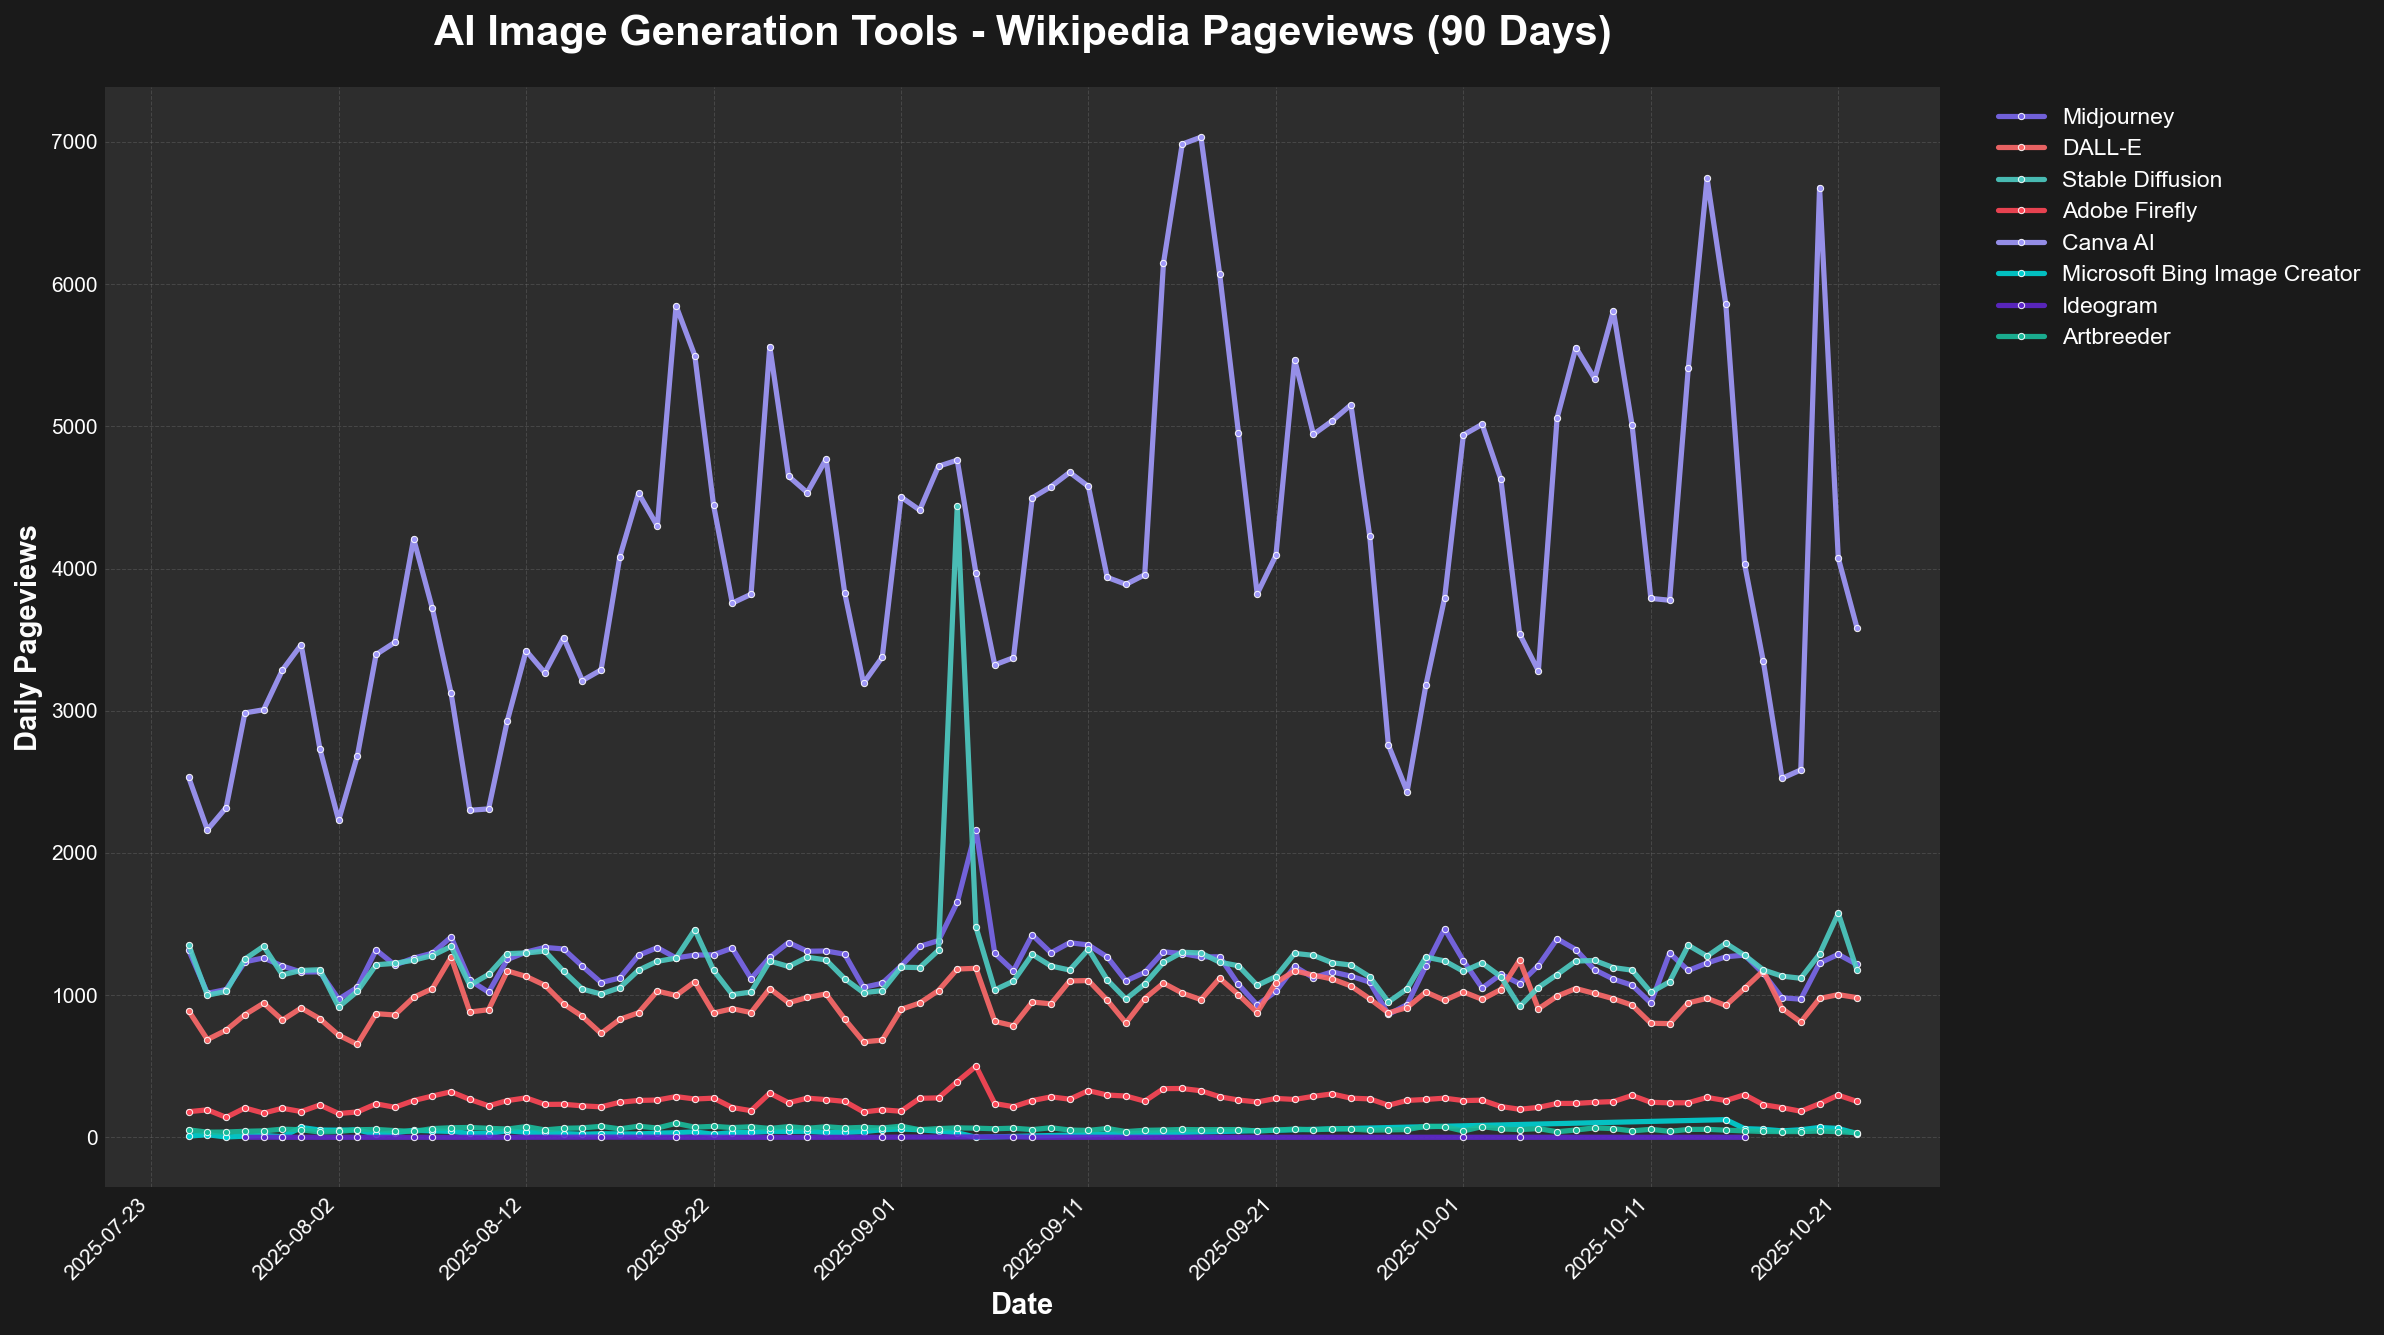 AI Image Generation Tools - Wikipedia Pageviews (90 Days)
Midjourney
DALL-E
Stable Diffusion
Adobe Firefly
Canva AI
Microsoft Bing Image Creator
Ideogram
Artbreeder
Daily Pageviews
7000
6000
5000
4000
3000
2000
1000
0
2025-07-23
2025-08-02
2025-08-12
2025-08-22
2025-09-01
2025-09-11
2025-09-21
2025-10-01
2025-10-11
2025-10-21
Date